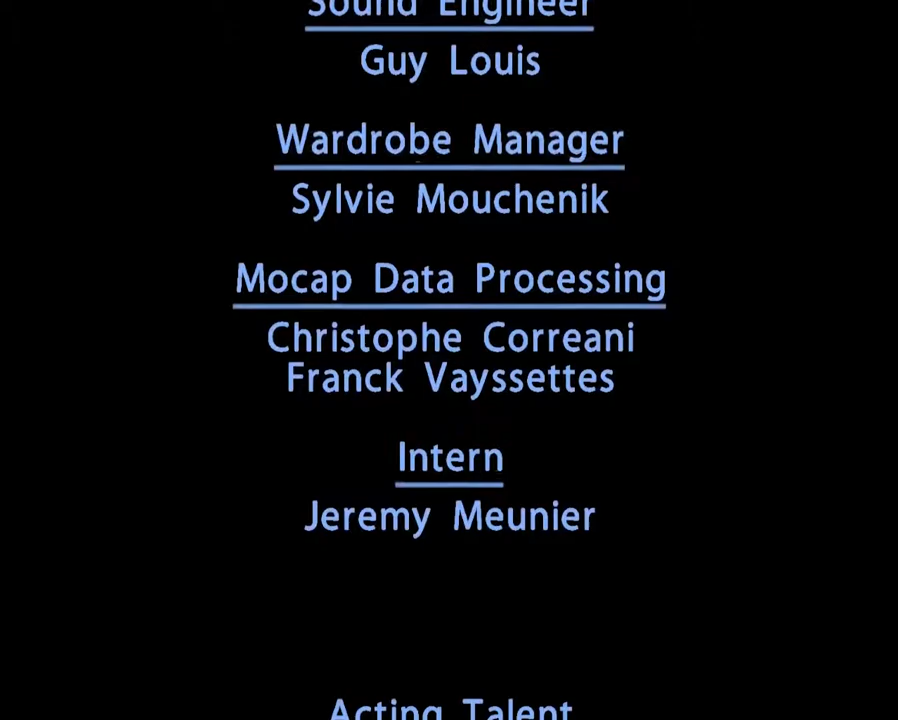 Sound Engineer
Guy Louis
Wardrobe Manager
Sylvie Mouchenik
Mocap Data Processing
Christophe Correani
Franck Vayssettes
Intern
Jeremy Meunier
Acting Talent